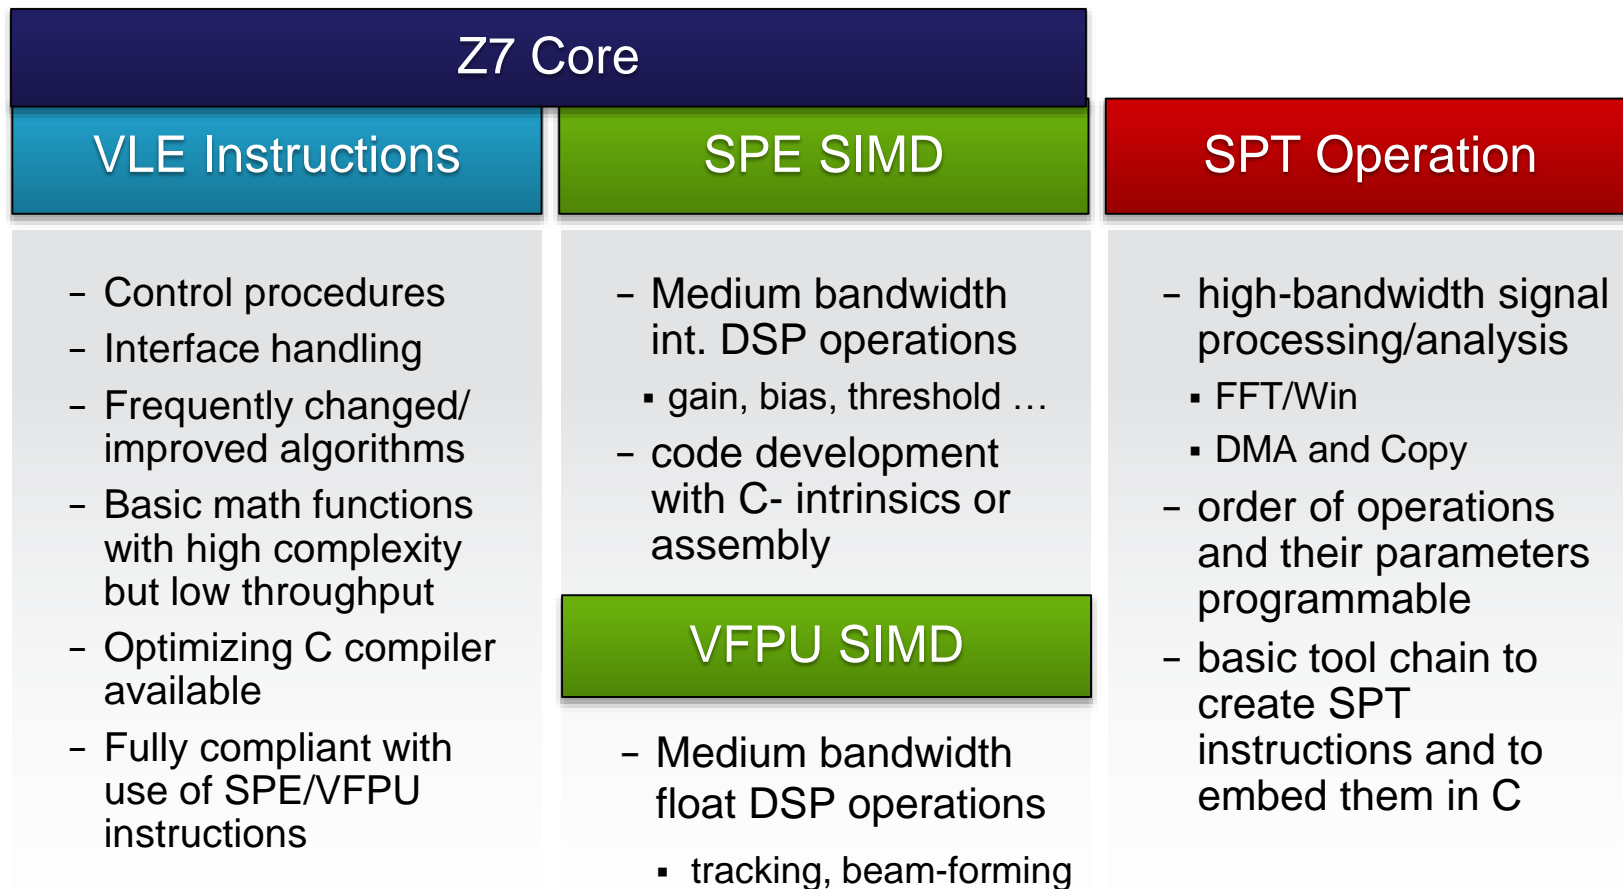 Z7 Core
VLE Instructions
– Control procedures
– Interface handling
– Frequently changed/
improved algorithms
– Basic math functions
with high complexity
but low throughput
– Optimizing C compiler
available
– Fully compliant with
use of SPE/VFPU
instructions
SPE SIMD
– Medium bandwidth
int. DSP operations
▪ gain, bias, threshold …
– code development
with C- intrinsics or
assembly
VFPU SIMD
– Medium bandwidth
float DSP operations
▪ tracking, beam-forming
SPT Operation
– high-bandwidth signal
processing/analysis
▪ FFT/Win
▪ DMA and Copy
– order of operations
and their parameters
programmable
– basic tool chain to
create SPT
instructions and to
embed them in C